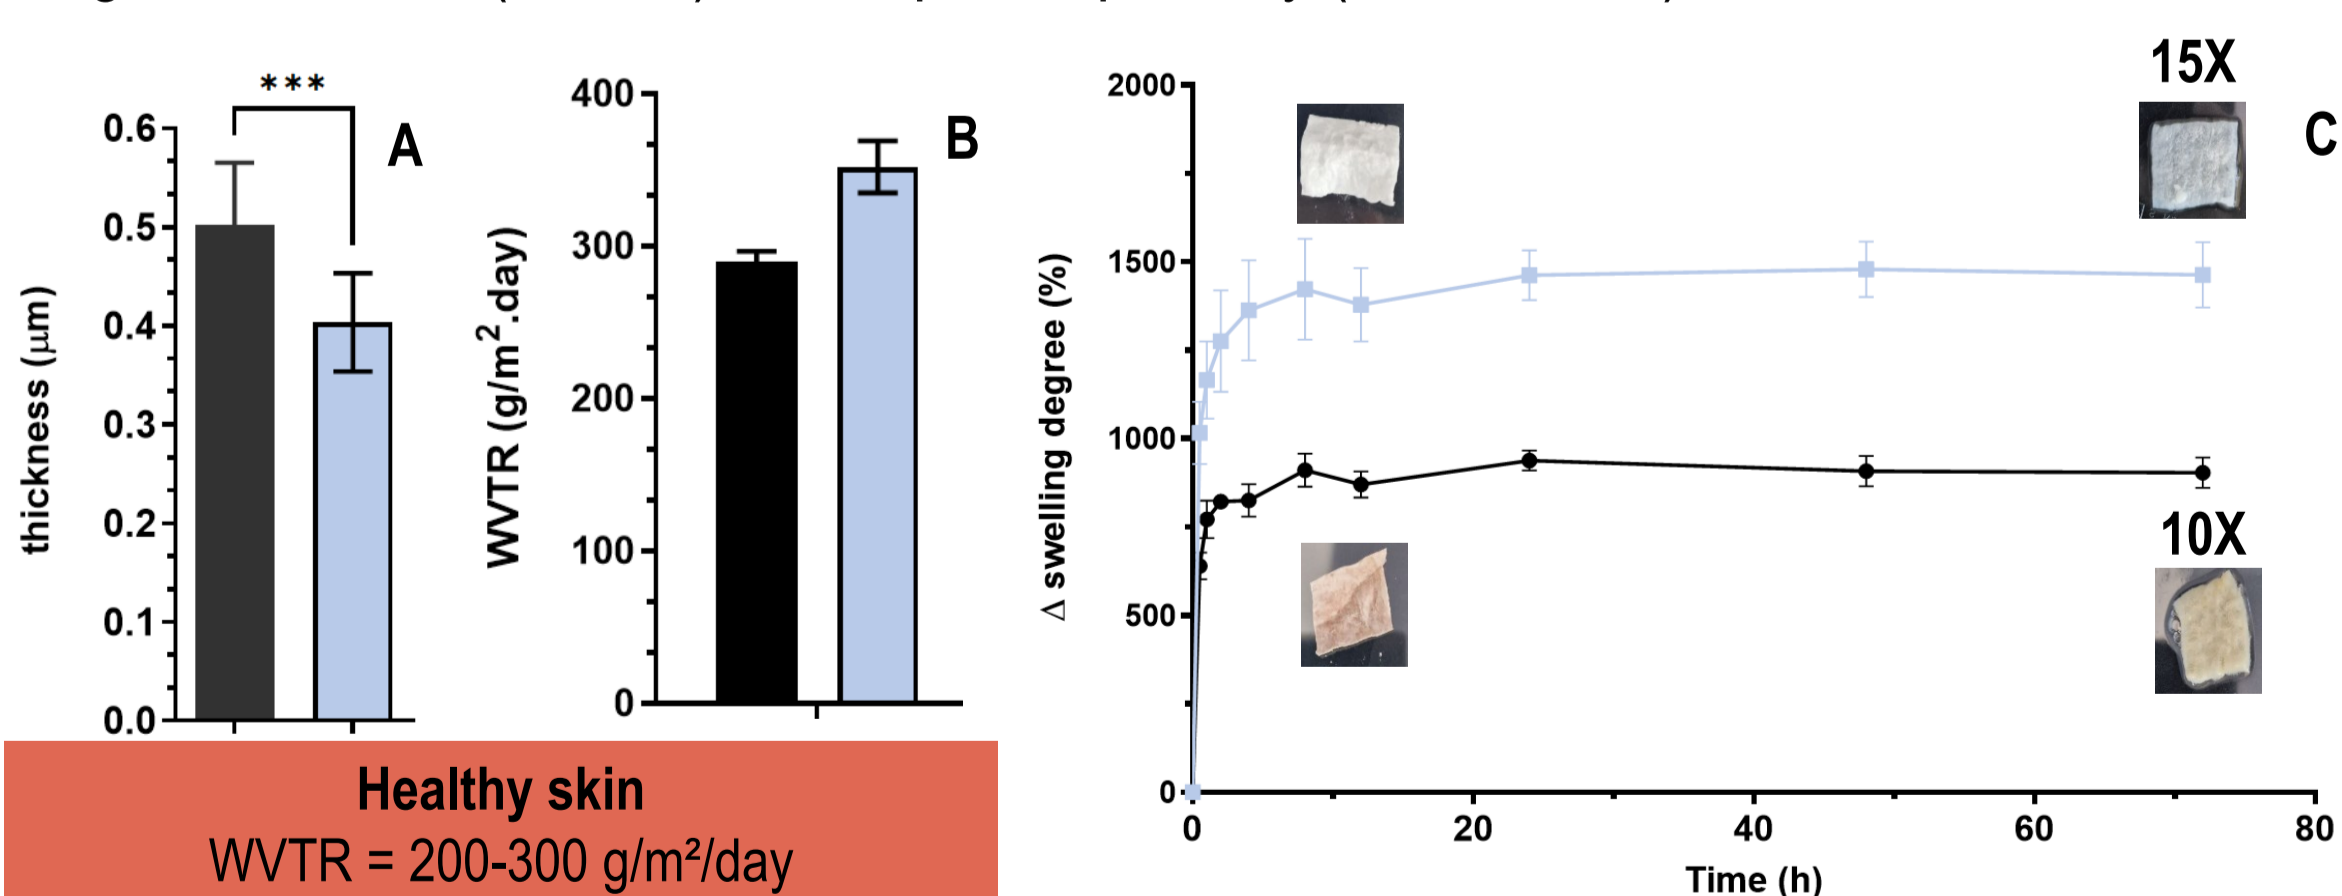 ***
A
0.6
0.5
0.4
0.3
0.2
0.1
0.0
thickness (μm)
B
400
300
200
100
0
WVTR (g/m².day)
Healthy skin
WVTR = 200-300 g/m²/day
C
15X
10X
2000
1500
1000
500
0
Δ swelling degree (%)
0 20 40 60 80
Time (h)